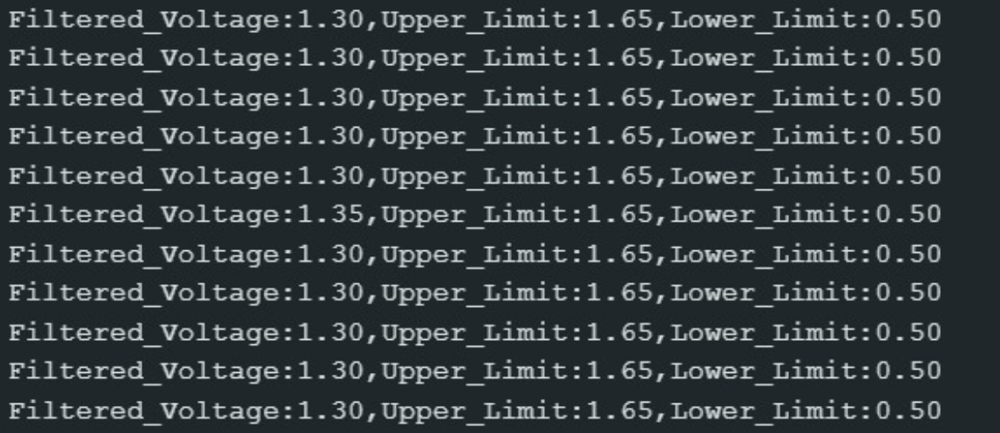 Filtered_Voltage:1.30,Upper_Limit:1.65,Lower_Limit:0.50
Filtered_Voltage:1.30,Upper_Limit:1.65,Lower_Limit:0.50
Filtered_Voltage:1.30,Upper_Limit:1.65,Lower_Limit:0.50
Filtered_Voltage:1.30,Upper_Limit:1.65,Lower_Limit:0.50
Filtered_Voltage:1.30,Upper_Limit:1.65,Lower_Limit:0.50
Filtered_Voltage:1.35,Upper_Limit:1.65,Lower_Limit:0.50
Filtered_Voltage:1.30,Upper_Limit:1.65,Lower_Limit:0.50
Filtered_Voltage:1.30,Upper_Limit:1.65,Lower_Limit:0.50
Filtered_Voltage:1.30,Upper_Limit:1.65,Lower_Limit:0.50
Filtered_Voltage:1.30,Upper_Limit:1.65,Lower_Limit:0.50
Filtered_Voltage:1.30,Upper_Limit:1.65,Lower_Limit:0.50